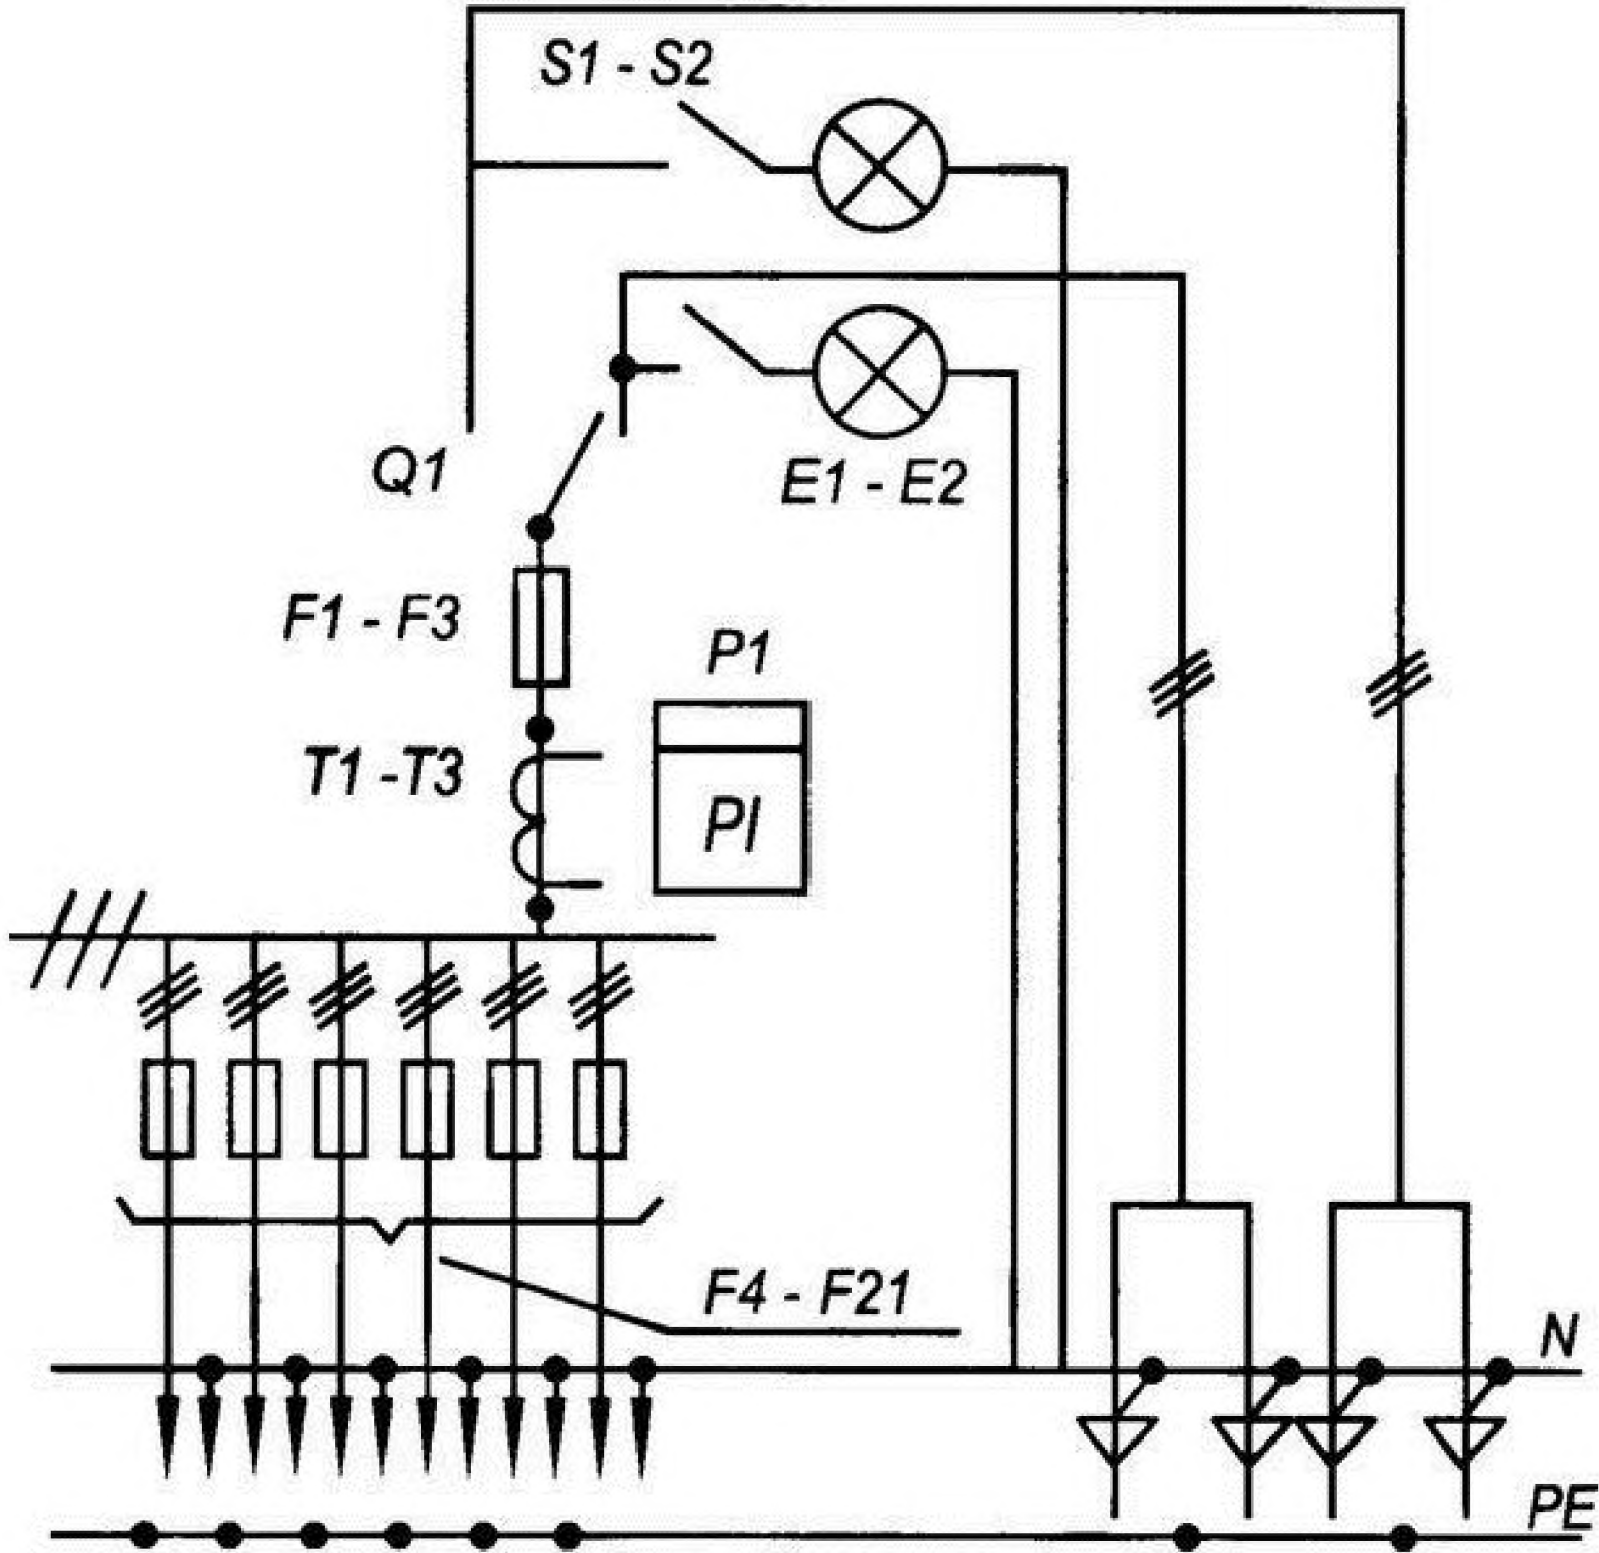 S1 - S2
Q1
E1 - E2
F1 - F3
P1
T1 -T3
PI
F4 - F21
N
PE